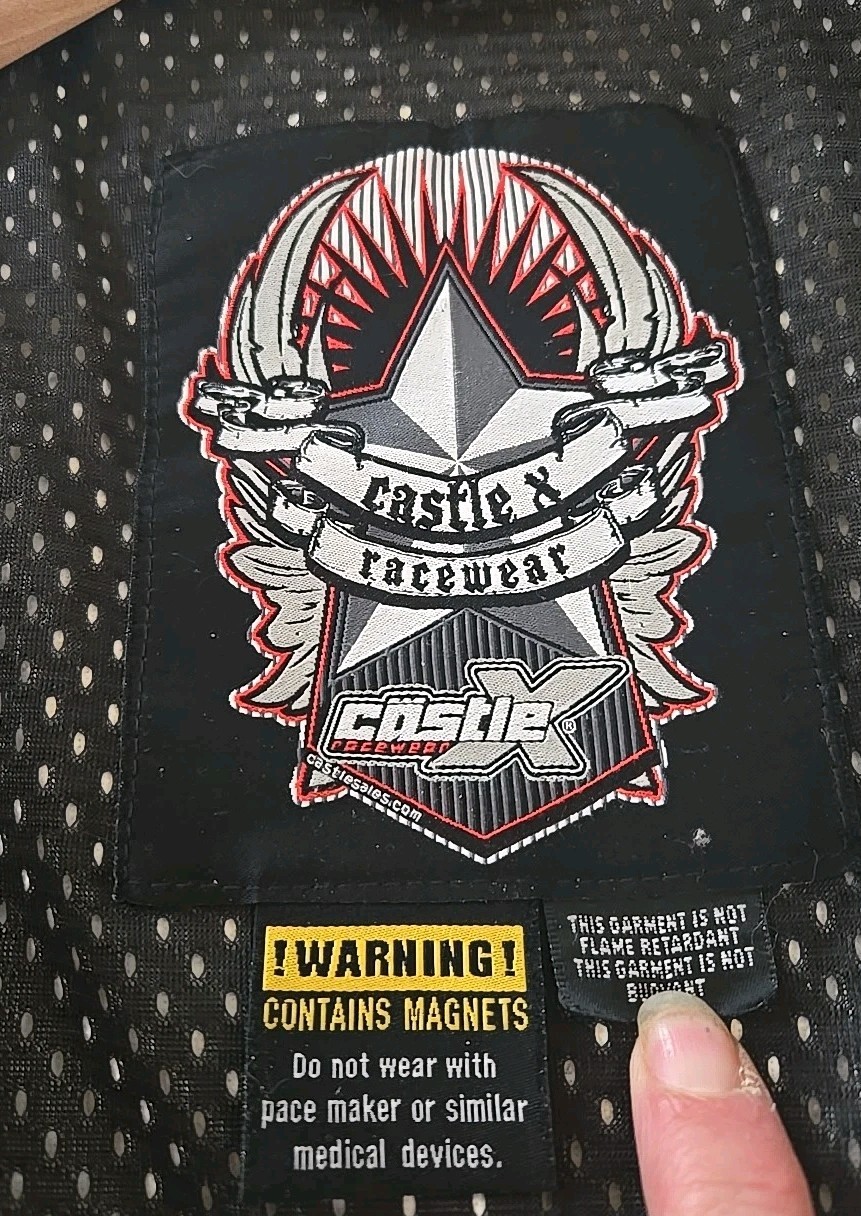 castle x
racewear
castle X®
racewear
castlesales.com
!WARNING!
CONTAINS MAGNETS
Do not wear with
pace maker or similar
medical devices.
THIS GARMENT IS NOT
FLAME RETARDANT
THIS GARMENT IS NOT
BUOYANT